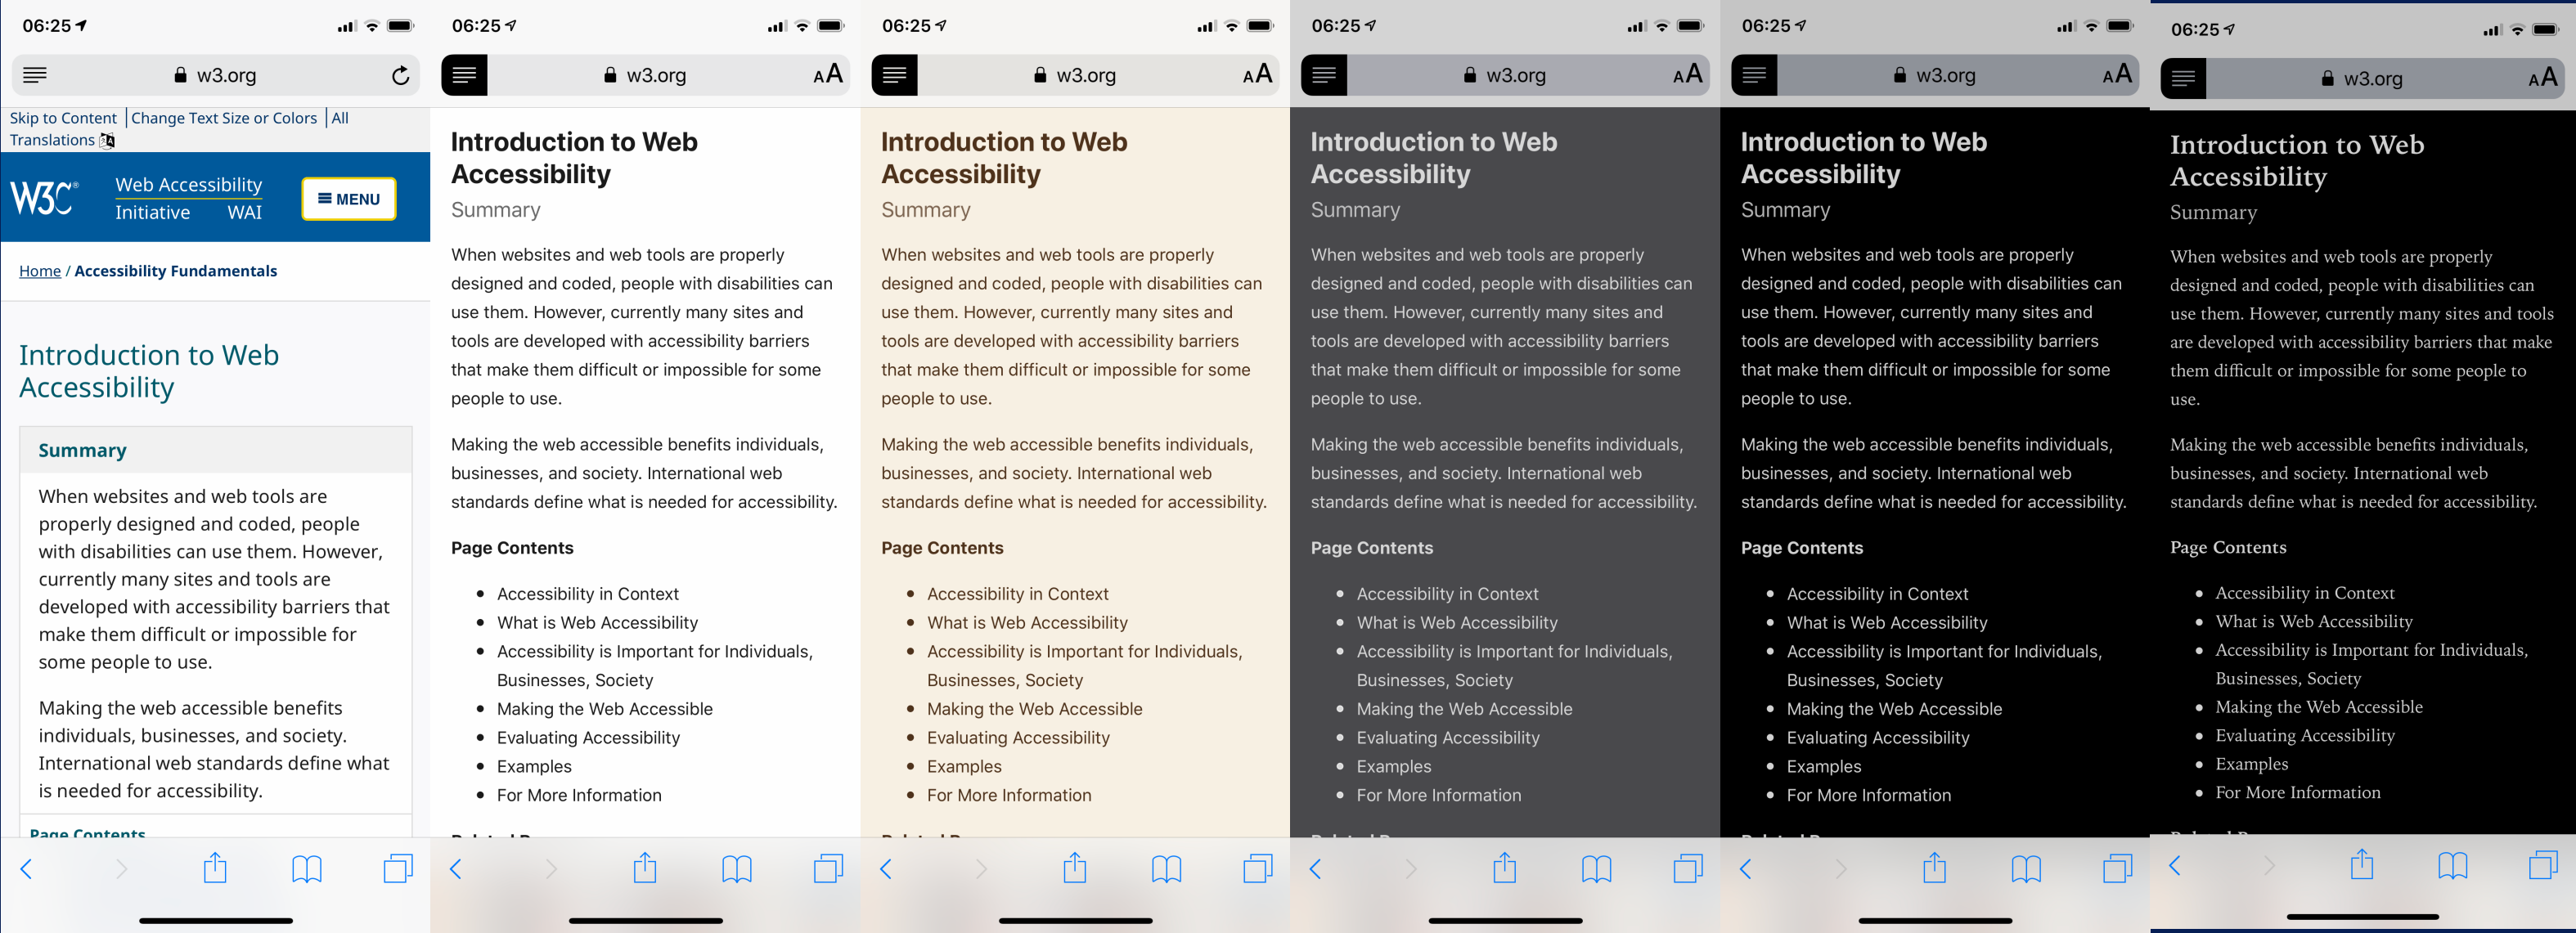 06:25
w3.org
Skip to Content | Change Text Size or Colors | All
Translations
W3C®
Web Accessibility
Initiative WAI
MENU
Home / Accessibility Fundamentals
Introduction to Web
Accessibility
Summary
When websites and web tools are
properly designed and coded, people
with disabilities can use them. However,
currently many sites and tools are
developed with accessibility barriers that
make them difficult or impossible for
some people to use.
Making the web accessible benefits
individuals, businesses, and society.
International web standards define what
is needed for accessibility.
Page Contents
06:25
w3.org
AA
Introduction to Web
Accessibility
Summary
When websites and web tools are properly
designed and coded, people with disabilities can
use them. However, currently many sites and
tools are developed with accessibility barriers
that make them difficult or impossible for some
people to use.
Making the web accessible benefits individuals,
businesses, and society. International web
standards define what is needed for accessibility.
Page Contents
• Accessibility in Context
• What is Web Accessibility
• Accessibility is Important for Individuals,
Businesses, Society
• Making the Web Accessible
• Evaluating Accessibility
• Examples
• For More Information
06:25
w3.org
AA
Introduction to Web
Accessibility
Summary
When websites and web tools are properly
designed and coded, people with disabilities can
use them. However, currently many sites and
tools are developed with accessibility barriers
that make them difficult or impossible for some
people to use.
Making the web accessible benefits individuals,
businesses, and society. International web
standards define what is needed for accessibility.
Page Contents
• Accessibility in Context
• What is Web Accessibility
• Accessibility is Important for Individuals,
Businesses, Society
• Making the Web Accessible
• Evaluating Accessibility
• Examples
• For More Information
06:25
w3.org
AA
Introduction to Web
Accessibility
Summary
When websites and web tools are properly
designed and coded, people with disabilities can
use them. However, currently many sites and
tools are developed with accessibility barriers
that make them difficult or impossible for some
people to use.
Making the web accessible benefits individuals,
businesses, and society. International web
standards define what is needed for accessibility.
Page Contents
• Accessibility in Context
• What is Web Accessibility
• Accessibility is Important for Individuals,
Businesses, Society
• Making the Web Accessible
• Evaluating Accessibility
• Examples
• For More Information
06:25
w3.org
AA
Introduction to Web
Accessibility
Summary
When websites and web tools are properly
designed and coded, people with disabilities can
use them. However, currently many sites and
tools are developed with accessibility barriers
that make them difficult or impossible for some
people to use.
Making the web accessible benefits individuals,
businesses, and society. International web
standards define what is needed for accessibility.
Page Contents
• Accessibility in Context
• What is Web Accessibility
• Accessibility is Important for Individuals,
Businesses, Society
• Making the Web Accessible
• Evaluating Accessibility
• Examples
• For More Information
06:25
w3.org
AA
Introduction to Web
Accessibility
Summary
When websites and web tools are properly
designed and coded, people with disabilities can
use them. However, currently many sites and tools
are developed with accessibility barriers that make
them difficult or impossible for some people to
use.
Making the web accessible benefits individuals,
businesses, and society. International web
standards define what is needed for accessibility.
Page Contents
• Accessibility in Context
• What is Web Accessibility
• Accessibility is Important for Individuals,
Businesses, Society
• Making the Web Accessible
• Evaluating Accessibility
• Examples
• For More Information